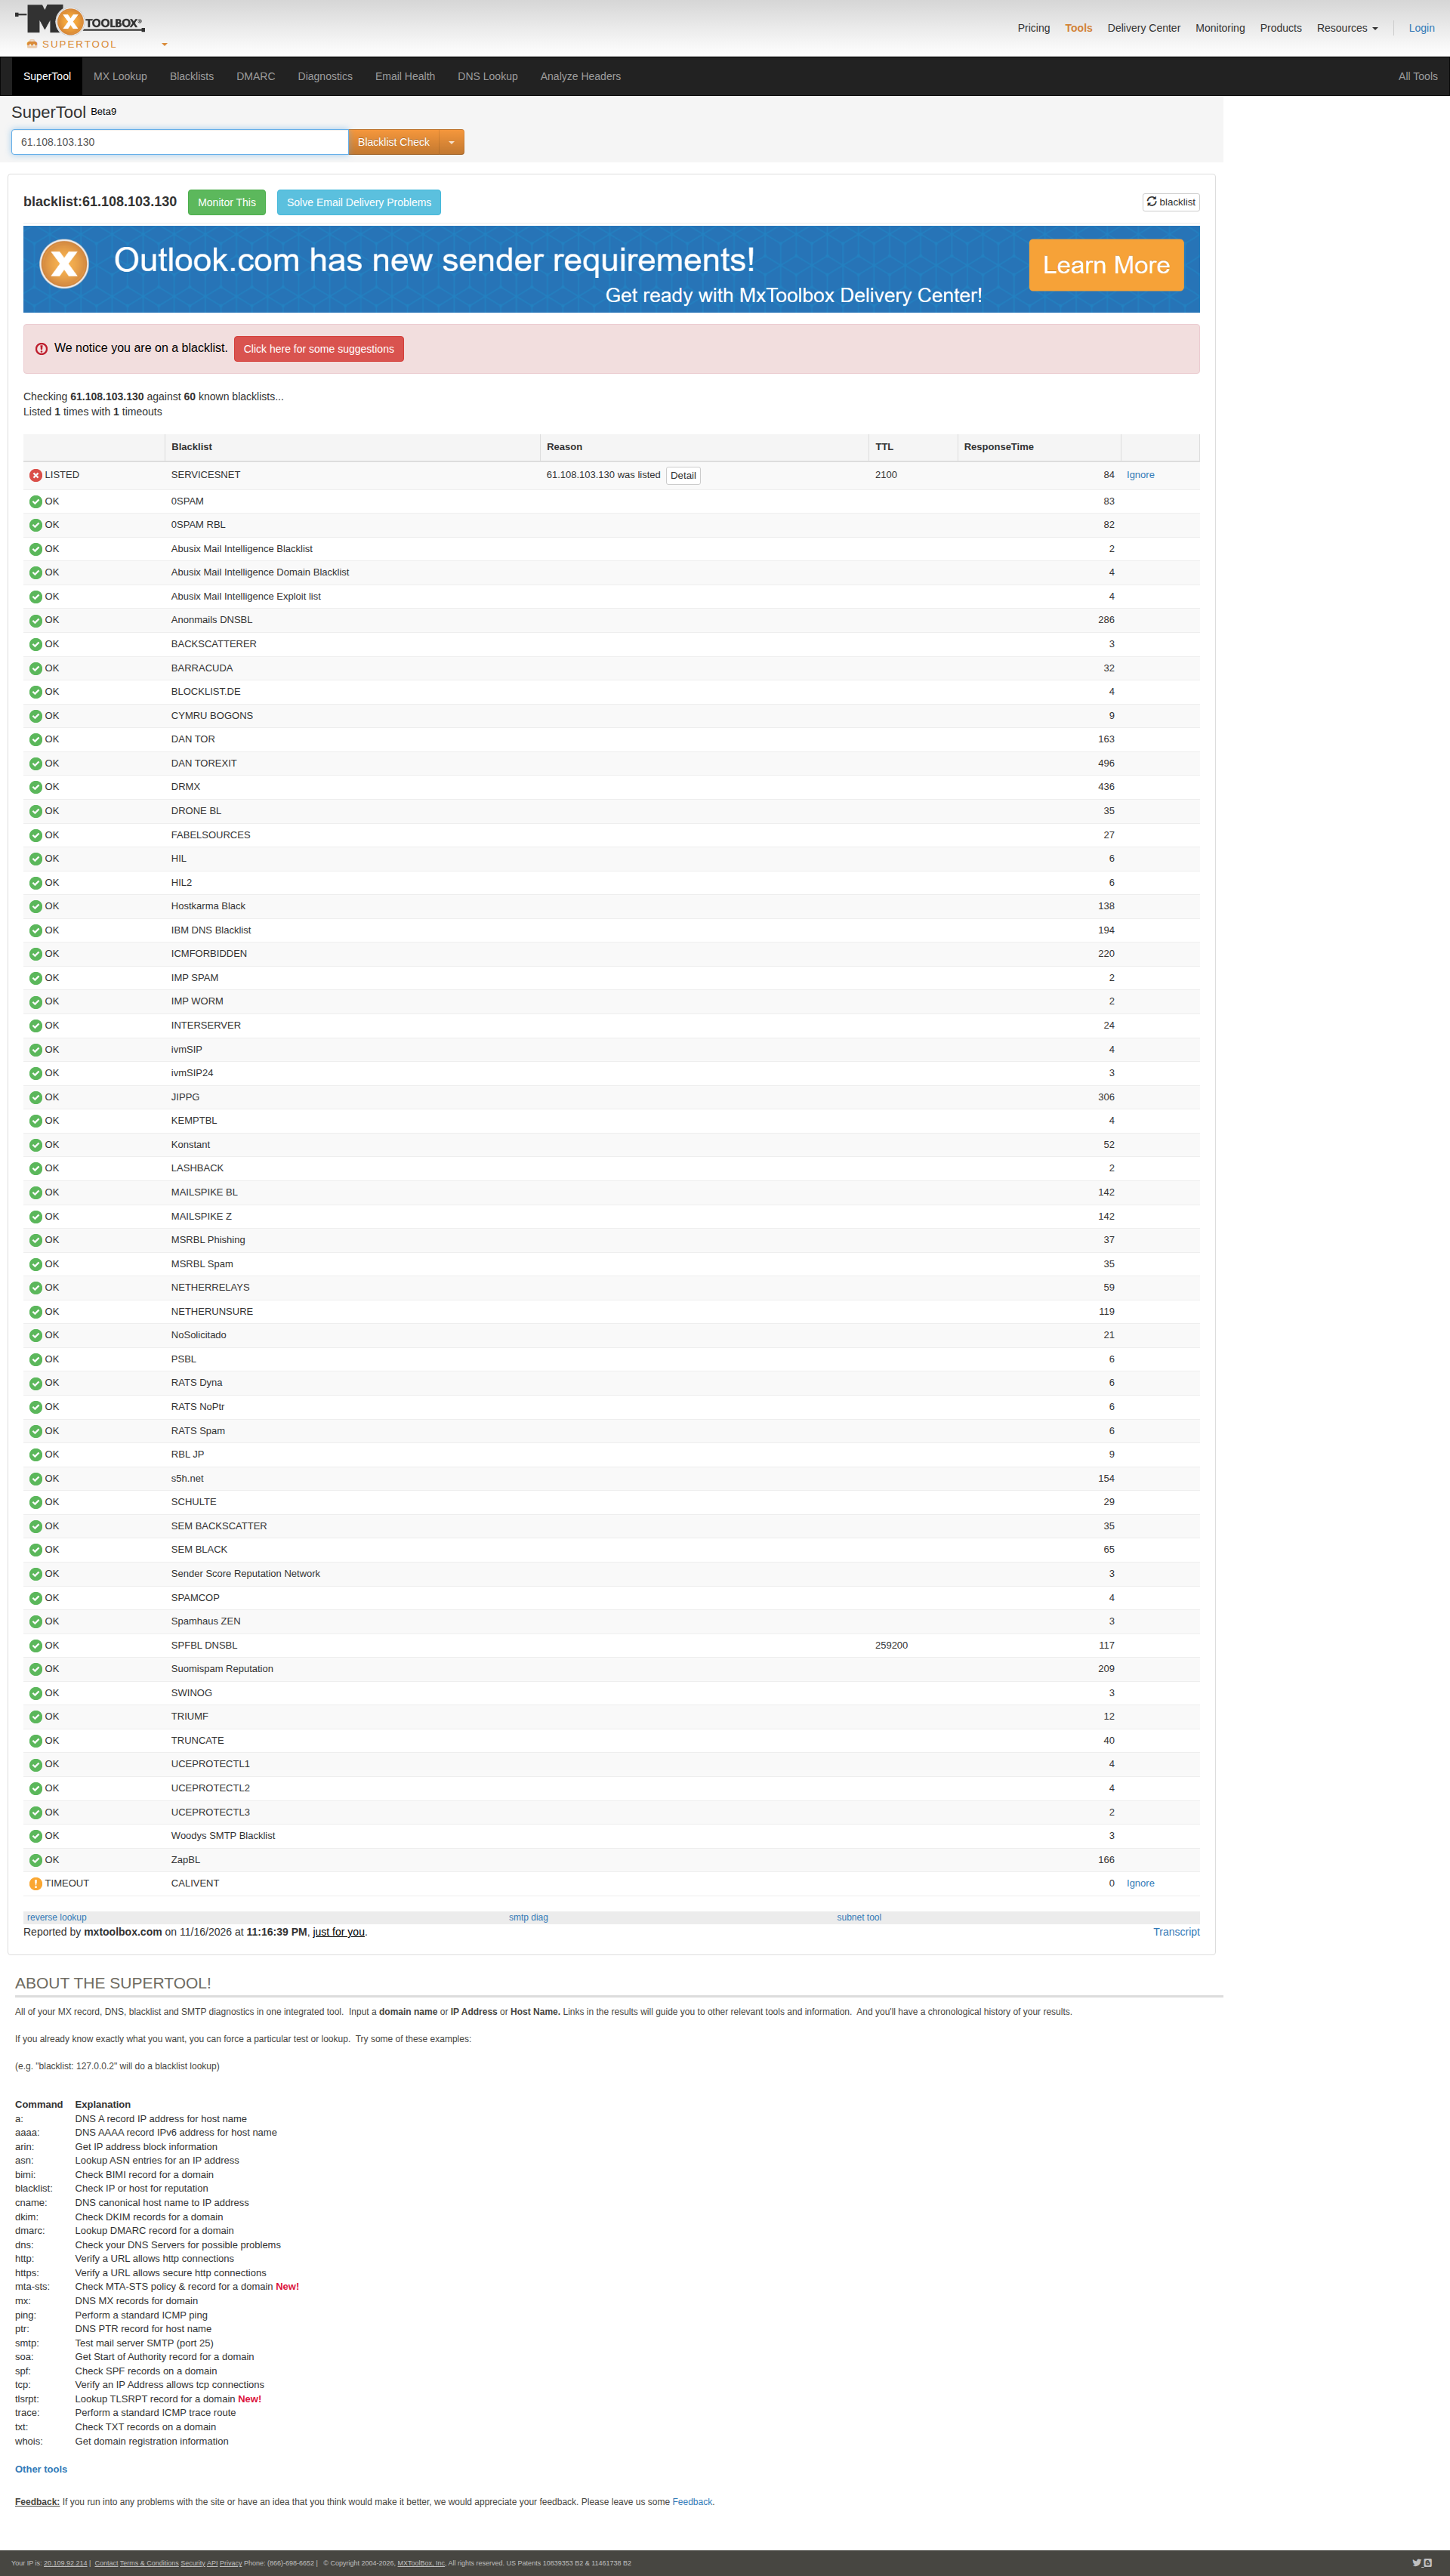 MX TOOLBOX®
SUPERTOOL
Pricing Tools Delivery Center Monitoring Products Resources Login
SuperTool MX Lookup Blacklists DMARC Diagnostics Email Health DNS Lookup Analyze Headers All Tools
SuperTool Beta9
61.108.103.130 Blacklist Check
blacklist:61.108.103.130 Monitor This Solve Email Delivery Problems blacklist
X Outlook.com has new sender requirements! Learn More
Get ready with MxToolbox Delivery Center!
We notice you are on a blacklist. Click here for some suggestions
Checking 61.108.103.130 against 60 known blacklists...
Listed 1 times with 1 timeouts
Blacklist Reason TTL ResponseTime
LISTED SERVICESNET 61.108.103.130 was listed Detail 2100 84 Ignore
OK 0SPAM 83
OK 0SPAM RBL 82
OK Abusix Mail Intelligence Blacklist 2
OK Abusix Mail Intelligence Domain Blacklist 4
OK Abusix Mail Intelligence Exploit list 4
OK Anonmails DNSBL 286
OK BACKSCATTERER 3
OK BARRACUDA 32
OK BLOCKLIST.DE 4
OK CYMRU BOGONS 9
OK DAN TOR 163
OK DAN TOREXIT 496
OK DRMX 436
OK DRONE BL 35
OK FABELSOURCES 27
OK HIL 6
OK HIL2 6
OK Hostkarma Black 138
OK IBM DNS Blacklist 194
OK ICMFORBIDDEN 220
OK IMP SPAM 2
OK IMP WORM 2
OK INTERSERVER 24
OK ivmSIP 4
OK ivmSIP24 3
OK JIPPG 306
OK KEMPTBL 4
OK Konstant 52
OK LASHBACK 2
OK MAILSPIKE BL 142
OK MAILSPIKE Z 142
OK MSRBL Phishing 37
OK MSRBL Spam 35
OK NETHERRELAYS 59
OK NETHERUNSURE 119
OK NoSolicitado 21
OK PSBL 6
OK RATS Dyna 6
OK RATS NoPtr 6
OK RATS Spam 6
OK RBL JP 9
OK s5h.net 154
OK SCHULTE 29
OK SEM BACKSCATTER 35
OK SEM BLACK 65
OK Sender Score Reputation Network 3
OK SPAMCOP 4
OK Spamhaus ZEN 3
OK SPFBL DNSBL 259200 117
OK Suomispam Reputation 209
OK SWINOG 3
OK TRIUMF 12
OK TRUNCATE 40
OK UCEPROTECTL1 4
OK UCEPROTECTL2 4
OK UCEPROTECTL3 2
OK Woodys SMTP Blacklist 3
OK ZapBL 166
TIMEOUT CALIVENT 0 Ignore
reverse lookup smtp diag subnet tool
Reported by mxtoolbox.com on 11/16/2026 at 11:16:39 PM, just for you. Transcript
ABOUT THE SUPERTOOL!
All of your MX record, DNS, blacklist and SMTP diagnostics in one integrated tool. Input a domain name or IP Address or Host Name. Links in the results will guide you to other relevant tools and information. And you'll have a chronological history of your results.
If you already know exactly what you want, you can force a particular test or lookup. Try some of these examples:
(e.g. "blacklist: 127.0.0.2" will do a blacklist lookup)
Command Explanation
a: DNS A record IP address for host name
aaaa: DNS AAAA record IPv6 address for host name
arin: Get IP address block information
asn: Lookup ASN entries for an IP address
bimi: Check BIMI record for a domain
blacklist: Check IP or host for reputation
cname: DNS canonical host name to IP address
dkim: Check DKIM records for a domain
dmarc: Lookup DMARC record for a domain
dns: Check your DNS Servers for possible problems
http: Verify a URL allows http connections
https: Verify a URL allows secure http connections
mta-sts: Check MTA-STS policy & record for a domain New!
mx: DNS MX records for domain
ping: Perform a standard ICMP ping
ptr: DNS PTR record for host name
smtp: Test mail server SMTP (port 25)
soa: Get Start of Authority record for a domain
spf: Check SPF records on a domain
tcp: Verify an IP Address allows tcp connections
tlsrpt: Lookup TLSRPT record for a domain New!
trace: Perform a standard ICMP trace route
txt: Check TXT records on a domain
whois: Get domain registration information
Other tools
Feedback: If you run into any problems with the site or have an idea that you think would make it better, we would appreciate your feedback. Please leave us some Feedback.
Your IP is: 20.109.92.214 | Contact Terms & Conditions Security API Privacy Phone: (866)-698-6652 | © Copyright 2004-2026, MXToolBox, Inc, All rights reserved. US Patents 10839353 B2 & 11461738 B2